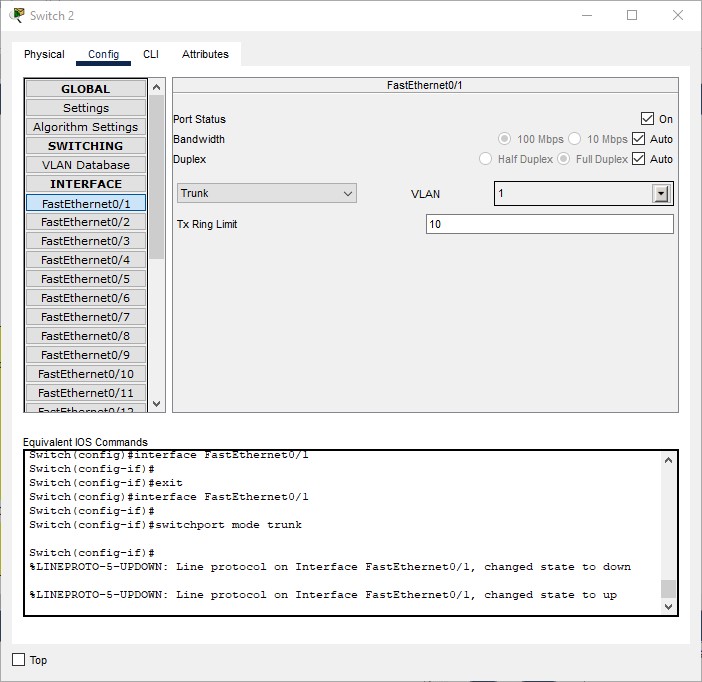 Switch 2
Physical Config CLI Attributes
GLOBAL
Settings
Algorithm Settings
SWITCHING
VLAN Database
INTERFACE
FastEthernet0/1
FastEthernet0/2
FastEthernet0/3
FastEthernet0/4
FastEthernet0/5
FastEthernet0/6
FastEthernet0/7
FastEthernet0/8
FastEthernet0/9
FastEthernet0/10
FastEthernet0/11
FastEthernet0/12
FastEthernet0/1
Port Status On
Bandwidth 100 Mbps 10 Mbps Auto
Duplex Half Duplex Full Duplex Auto
Trunk VLAN 1
Tx Ring Limit 10
Equivalent IOS Commands
Switch(config)#interface FastEthernet0/1
Switch(config-if)#
Switch(config-if)#exit
Switch(config)#interface FastEthernet0/1
Switch(config-if)#
Switch(config-if)#switchport mode trunk
Switch(config-if)#
%LINEPROTO-5-UPDOWN: Line protocol on Interface FastEthernet0/1, changed state to down
%LINEPROTO-5-UPDOWN: Line protocol on Interface FastEthernet0/1, changed state to up
Top